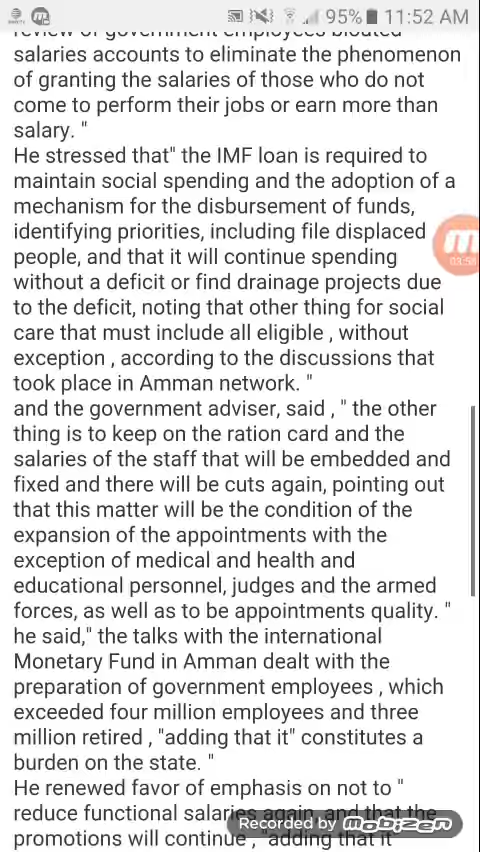 95% 11:52 AM
review of government employees bloated
salaries accounts to eliminate the phenomenon
of granting the salaries of those who do not
come to perform their jobs or earn more than
salary. "
He stressed that" the IMF loan is required to
maintain social spending and the adoption of a
mechanism for the disbursement of funds,
identifying priorities, including file displaced
people, and that it will continue spending
without a deficit or find drainage projects due
to the deficit, noting that other thing for social
care that must include all eligible , without
exception , according to the discussions that
took place in Amman network. "
and the government adviser, said , " the other
thing is to keep on the ration card and the
salaries of the staff that will be embedded and
fixed and there will be cuts again, pointing out
that this matter will be the condition of the
expansion of the appointments with the
exception of medical and health and
educational personnel, judges and the armed
forces, as well as to be appointments quality. "
he said," the talks with the international
Monetary Fund in Amman dealt with the
preparation of government employees , which
exceeded four million employees and three
million retired , "adding that it" constitutes a
burden on the state. "
He renewed favor of emphasis on not to "
reduce functional salaries again, and that the
promotions will continue , "adding that it
Recorded by mobizen